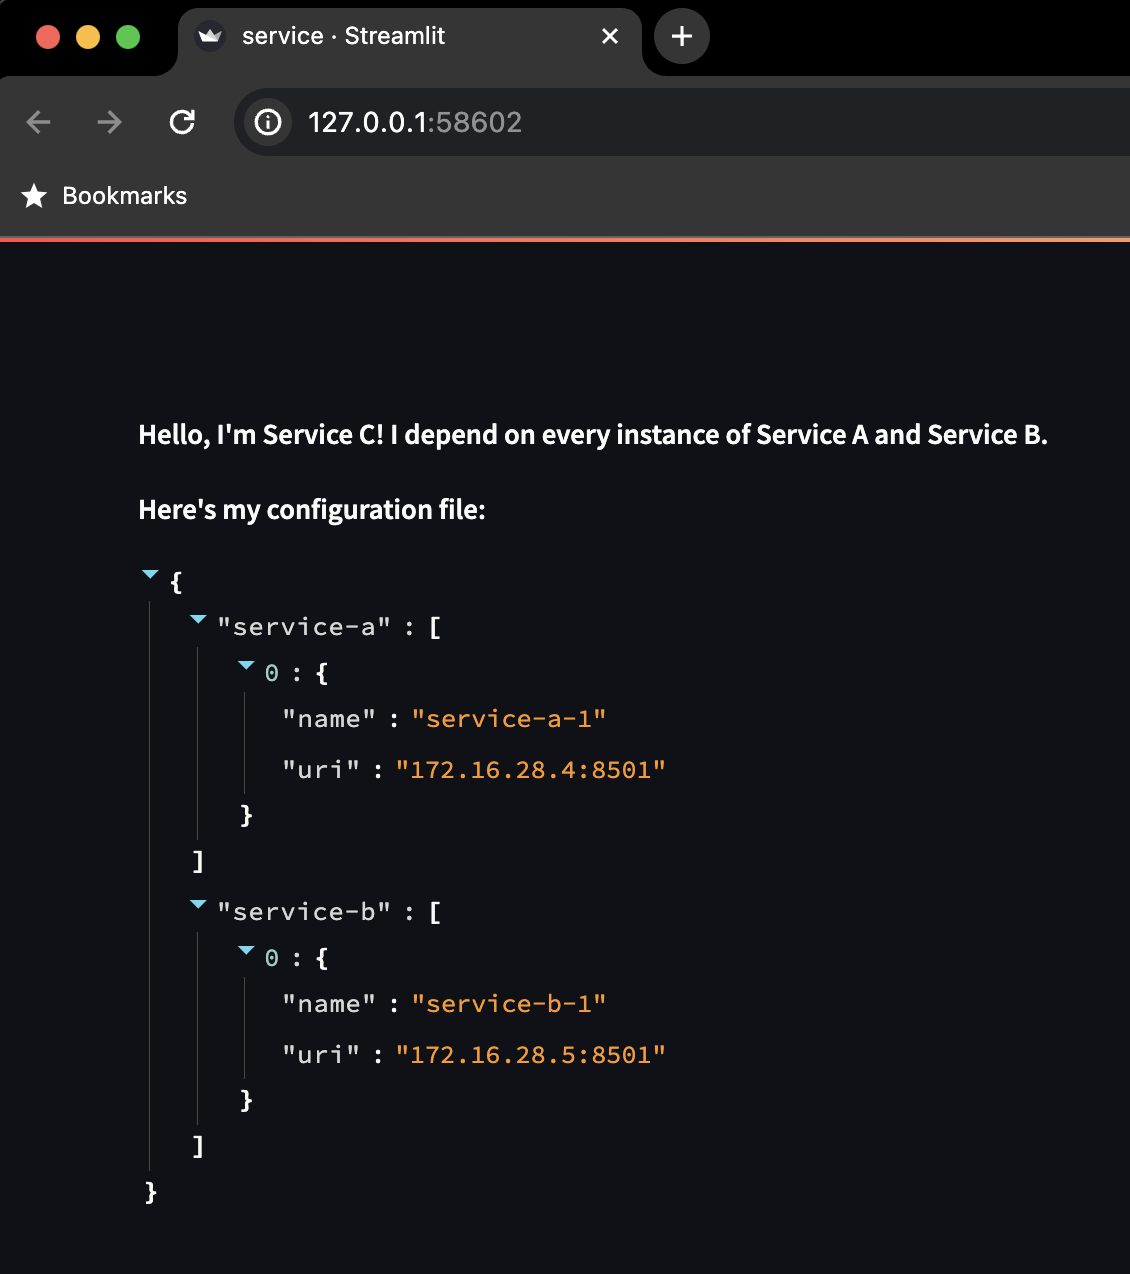 service · Streamlit
127.0.0.1:58602
Bookmarks
Hello, I'm Service C! I depend on every instance of Service A and Service B.
Here's my configuration file:
{
"service-a" : [
0 : {
"name" : "service-a-1"
"uri" : "172.16.28.4:8501"
}
]
"service-b" : [
0 : {
"name" : "service-b-1"
"uri" : "172.16.28.5:8501"
}
]
}